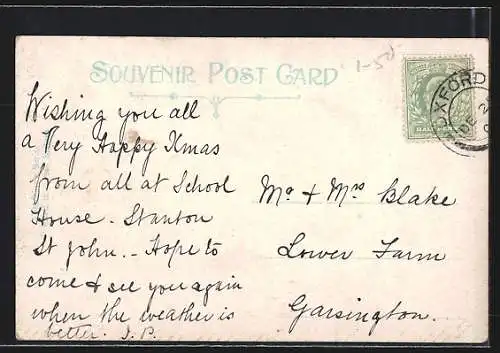 SOUVENIR POST CARD
1-50
OXFORD
DE 2
HALFPENNY
Wishing you all
a Very Happy Xmas
from all at School
House - Stanton
St John. - Hope to
come & see you again
when the weather is
better. J.P.
Mr & Mrs Blake
Lower Farm
Garsington.